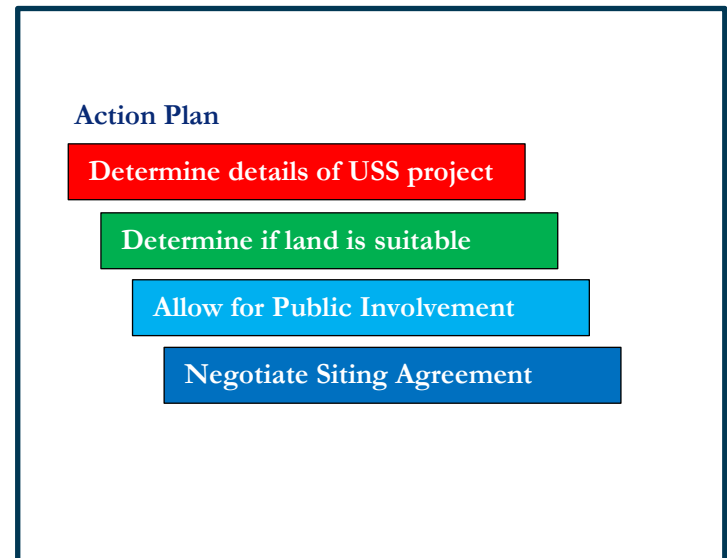 Action Plan
Determine details of USS project
Determine if land is suitable
Allow for Public Involvement
Negotiate Siting Agreement